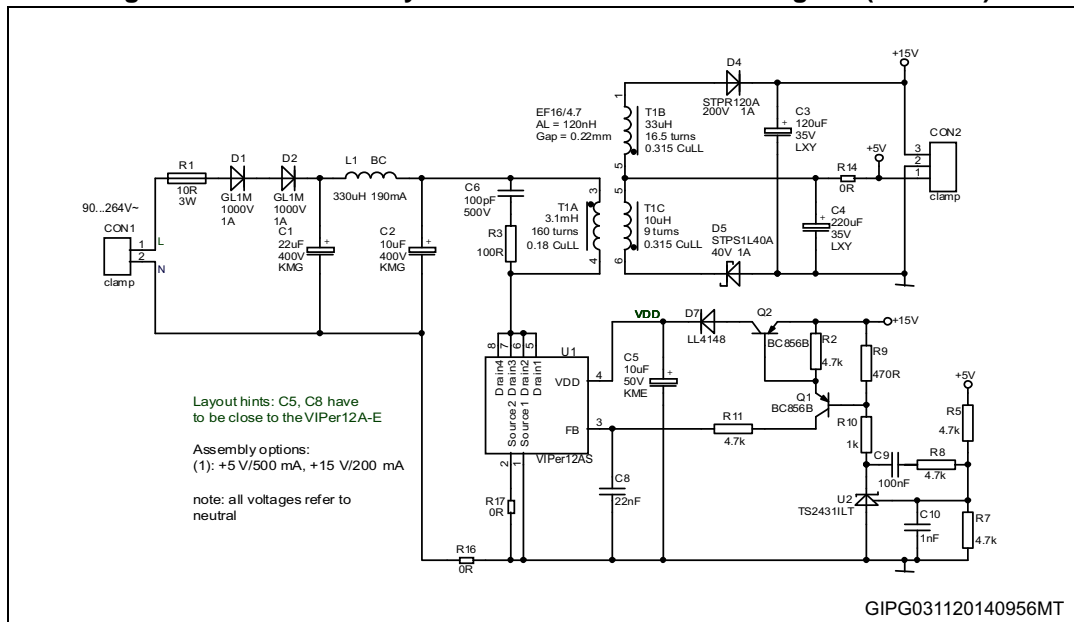 +15V
D4
STPR120A
200V 1A
1
EF16/4.7
AL = 120nH
Gap = 0.22mm
T1B
33uH
16.5 turns
0.315 CuLL
5
C3
120uF
35V
LXY
+
CON2
3
2
1
clamp
+5V
R14
0R
R1
10R
3W
D1
GL1M
1000V
1A
D2
GL1M
1000V
1A
L1 BC
330uH 190mA
90...264V~
CON1
1
2
clamp
L
N
C1
22uF
400V
KMG
+
C2
10uF
400V
KMG
+
C6
100pF
500V
R3
100R
3
T1A
3.1mH
160 turns
0.18 CuLL
4
5
T1C
10uH
9 turns
0.315 CuLL
6
D5
STPS1L40A
40V 1A
C4
220uF
35V
LXY
+
VDD
D7
LL4148
Q2
BC856B
+15V
R2
4.7k
R9
470R
Q1
BC856B
+5V
R5
4.7k
8
7
6
5
U1
Drain4
Drain3
Drain2
Drain1
VDD
4
Source2
Source1
FB
3
2
1
VIPer12AS
C5
10uF
50V
KME
+
R11
4.7k
R10
1k
C9
100nF
R8
4.7k
U2
TS2431ILT
C10
1nF
R7
4.7k
C8
22nF
R17
0R
R16
0R
Layout hints: C5, C8 have
to be close to the VIPer12A-E
Assembly options:
(1): +5 V/500 mA, +15 V/200 mA
note: all voltages refer to
neutral
GIPG031120140956MT